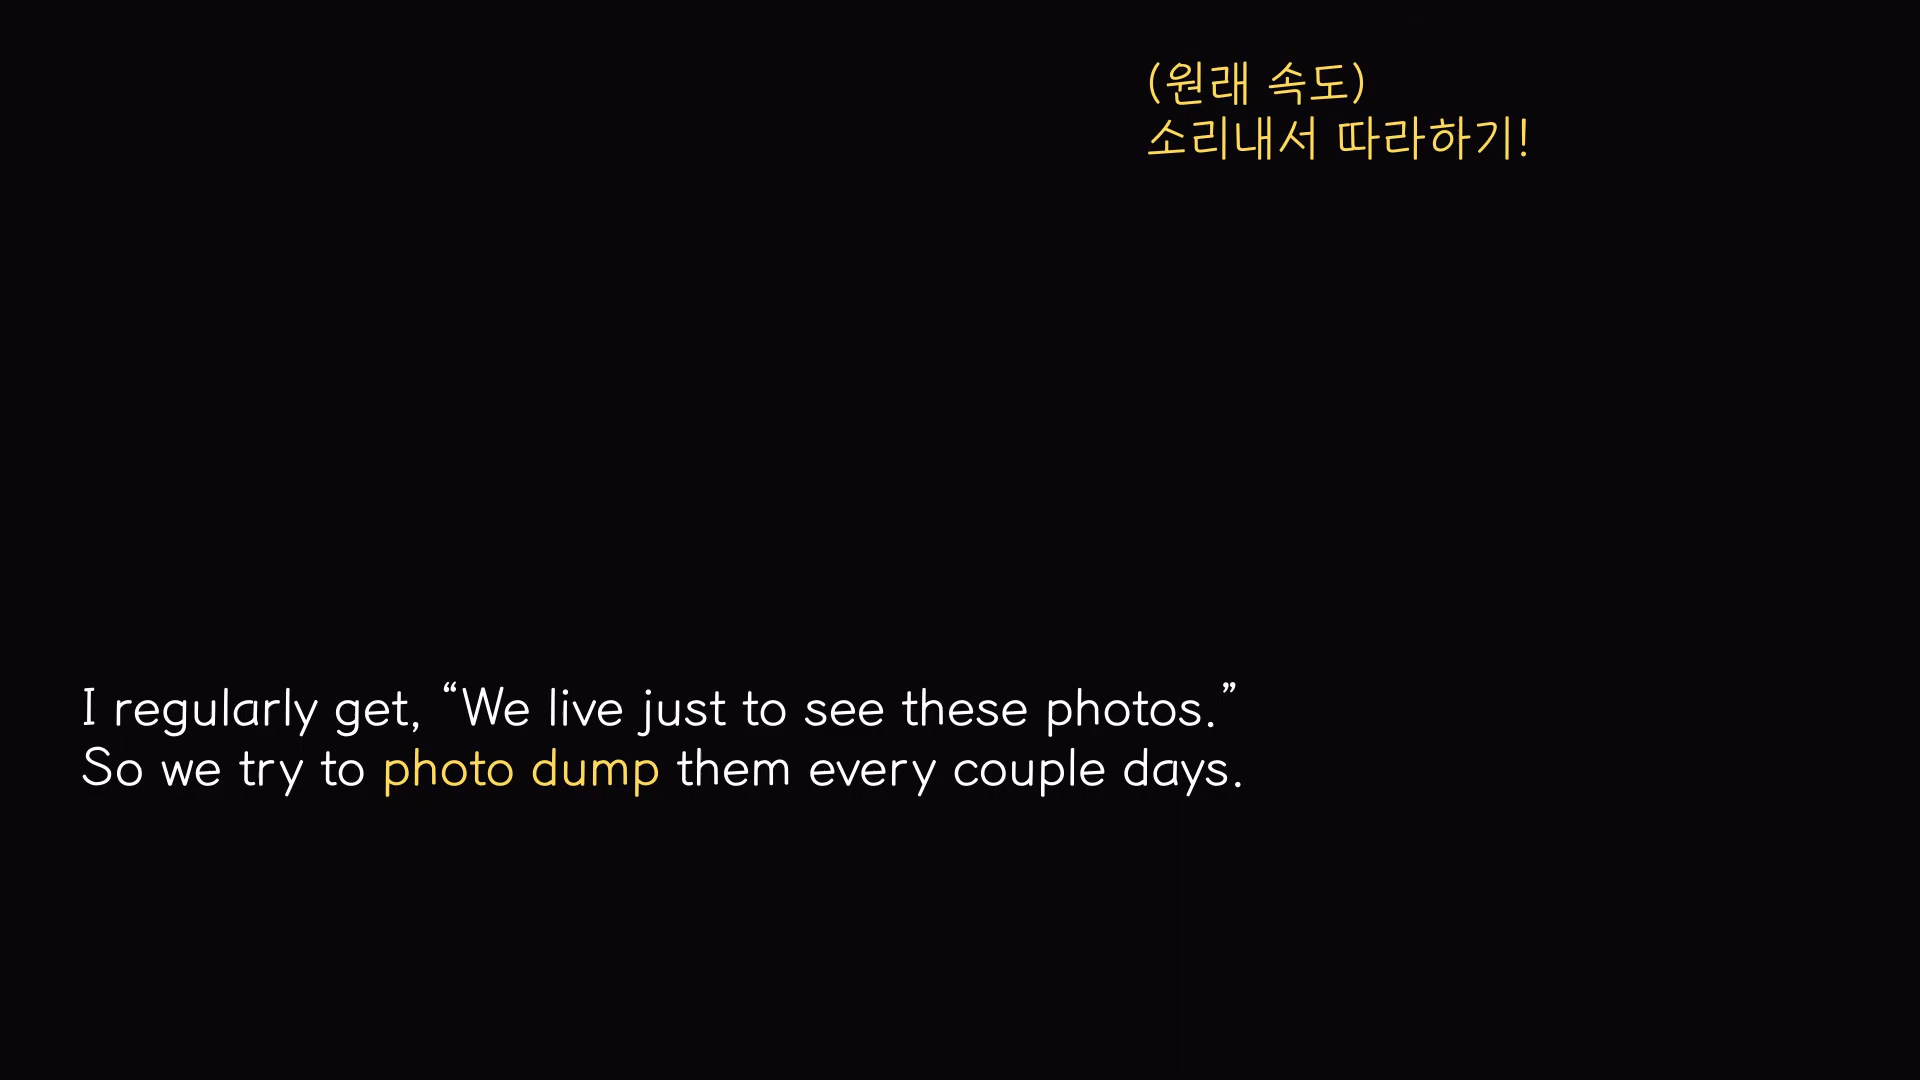 (원래 속도)
소리내서 따라하기!
I regularly get, “We live just to see these photos.”
So we try to photo dump them every couple days.